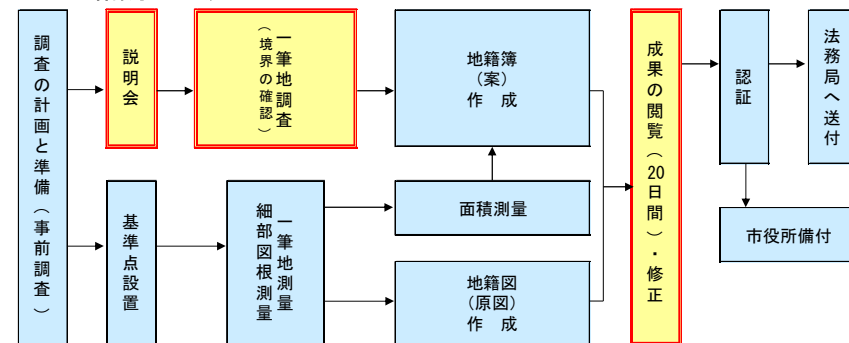 調査の計画と準備（事前調査）
説明会
一筆地調査
（境界の確認）
地籍簿
（案）
作　成
基準点設置
一筆地測量
細部図根測量
面積測量
地籍図
（原図）
作　成
成果の閲覧（20日間）・修正
認証
法務局へ送付
市役所備付